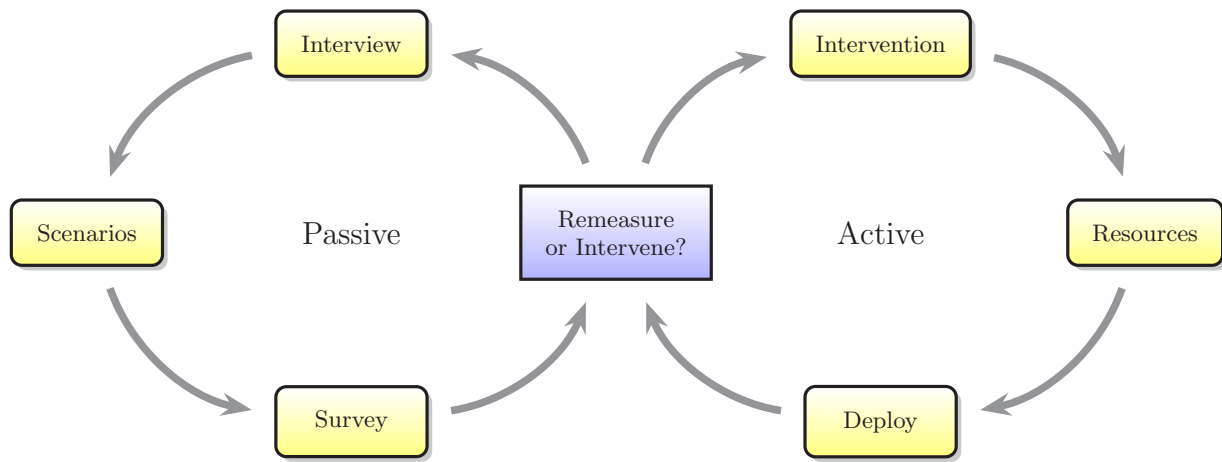 Interview
Intervention
Scenarios
Passive
Remeasure
or Intervene?
Active
Resources
Survey
Deploy